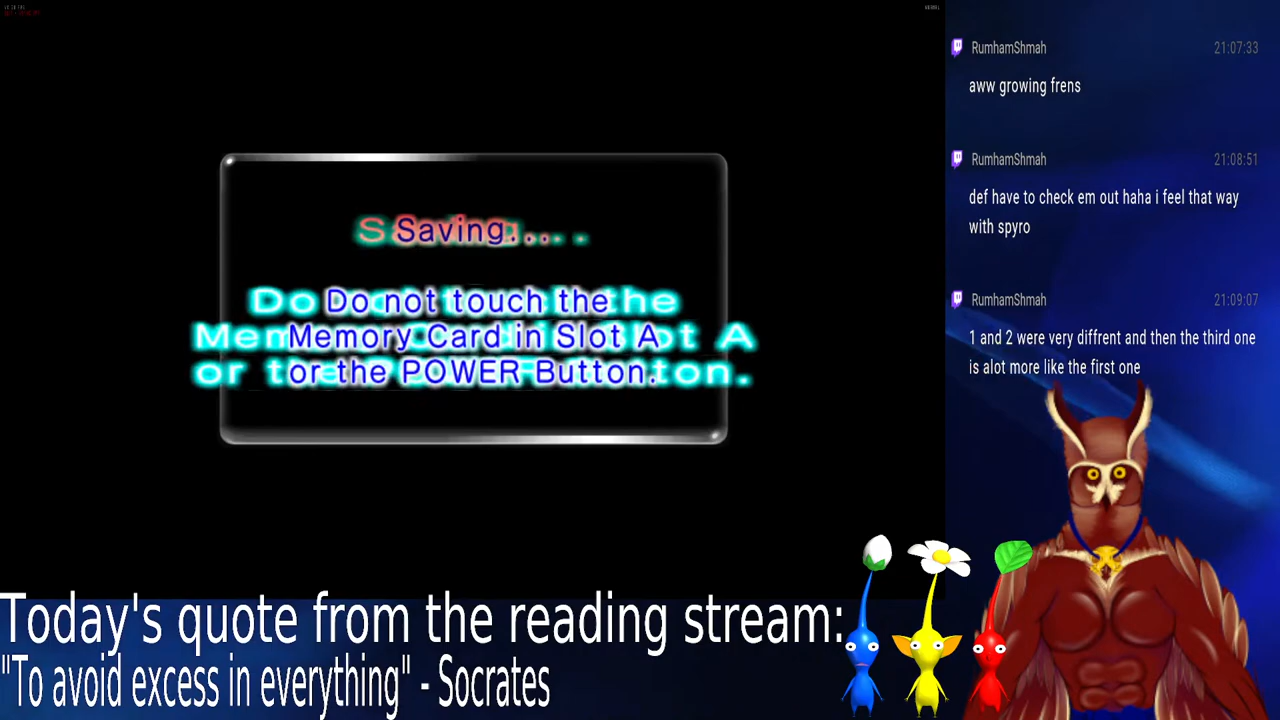 Saving...
Do not touch the
Memory Card in Slot A
or the POWER Button.
RumhamShmah 21:07:33
aww growing frens
RumhamShmah 21:08:51
def have to check em out haha i feel that way
with spyro
RumhamShmah 21:09:07
1 and 2 were very diffrent and then the third one
is alot more like the first one
Today's quote from the reading stream:
"To avoid excess in everything" - Socrates